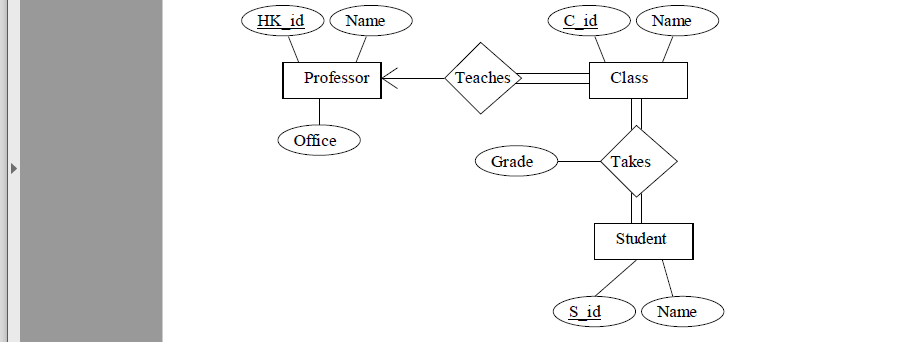 HK_id
Name
C_id
Name
Professor
Teaches
Class
Office
Grade
Takes
Student
S_id
Name